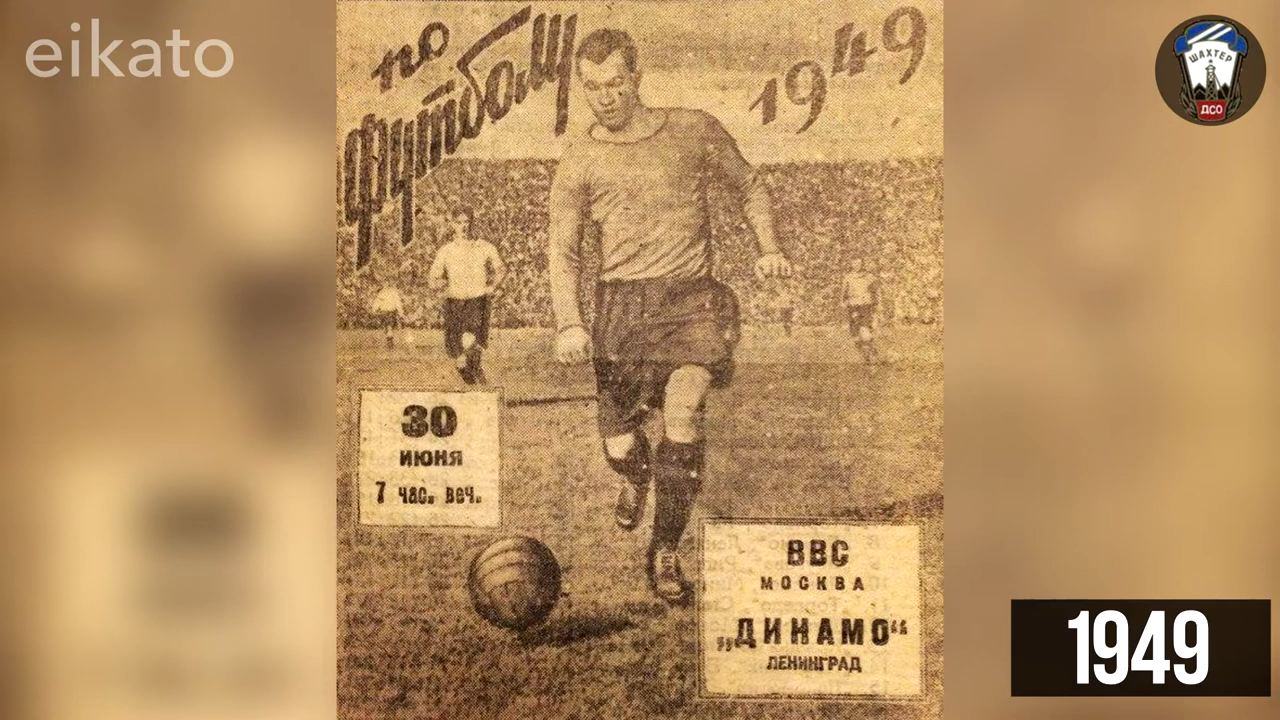 eikato
по
футболу
1949
ШАХТЕР
ДСО
30
ИЮНЯ
7 час. веч.
ВВС
МОСКВА
„ДИНАМО“
ЛЕНИНГРАД
1949